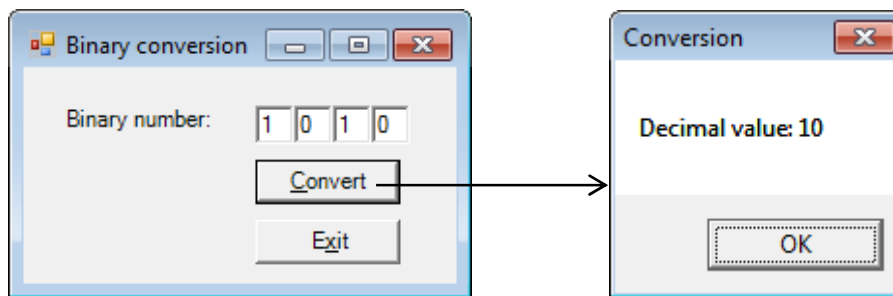 Binary conversion
Binary number: 1 0 1 0
Convert
Exit
Conversion
Decimal value: 10
OK